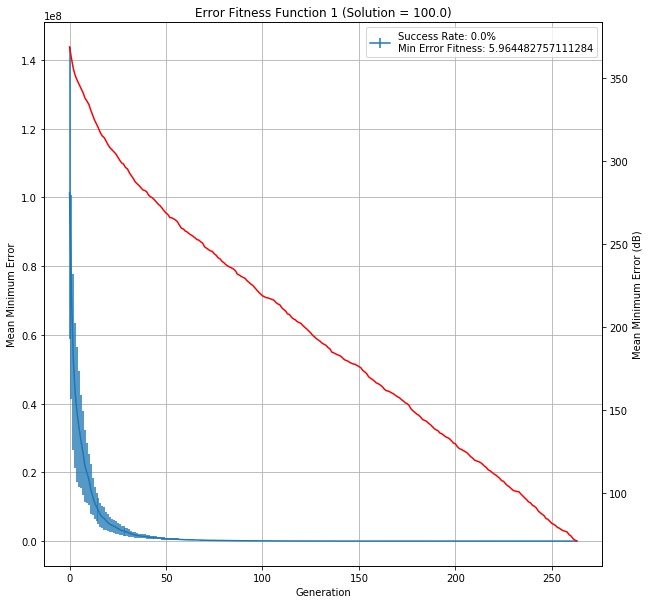 Error Fitness Function 1 (Solution = 100.0)
1e8
Success Rate: 0.0%
Min Error Fitness: 5.964482757111284
1.4
1.2
1.0
0.8
0.6
0.4
0.2
0.0
Mean Minimum Error
350
300
250
200
150
100
Mean Minimum Error (dB)
0
50
100
150
200
250
Generation